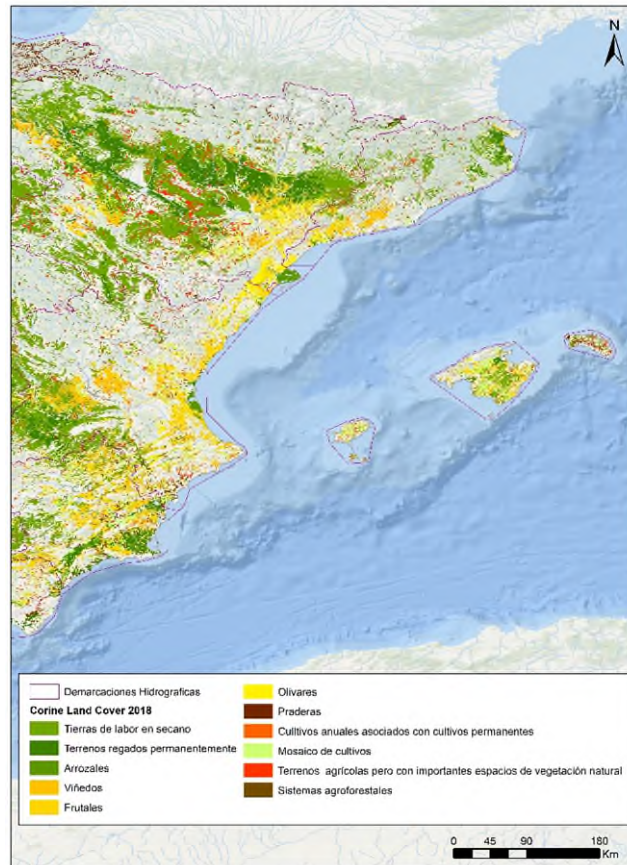 N
Demarcaciones Hidrograficas
Corine Land Cover 2018
Tierras de labor en secano
Terrenos regados permanentemente
Arrozales
Viñedos
Frutales
Olivares
Praderas
Cultivos anuales asociados con cultivos permanentes
Mosaico de cultivos
Terrenos agrícolas pero con importantes espacios de vegetación natural
Sistemas agroforestales
0 45 90 180
Km